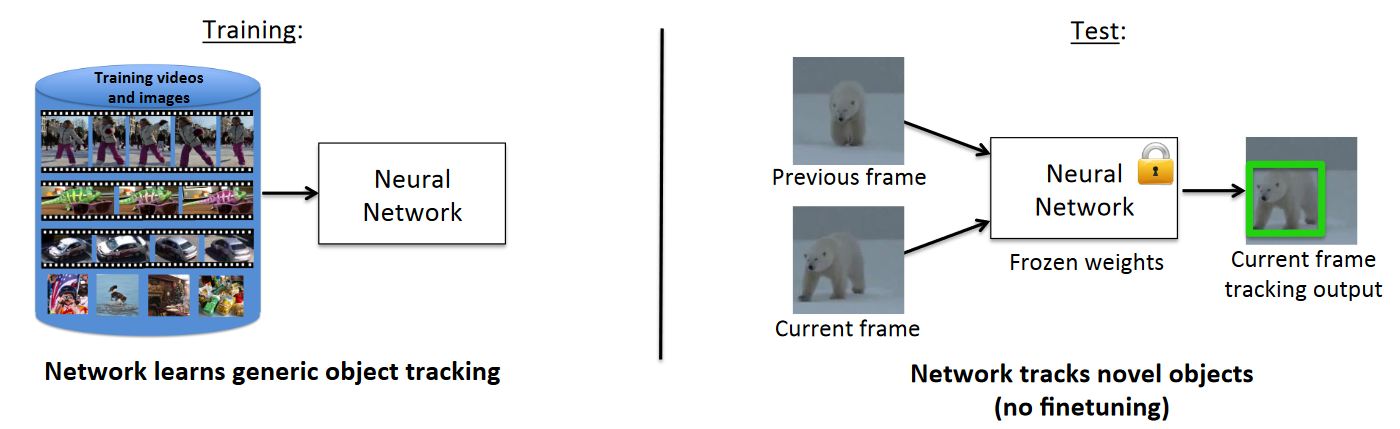 Training:
Training videos
and images
Neural
Network
Network learns generic object tracking
Test:
Previous frame
Current frame
Neural
Network
Frozen weights
Current frame
tracking output
Network tracks novel objects
(no finetuning)